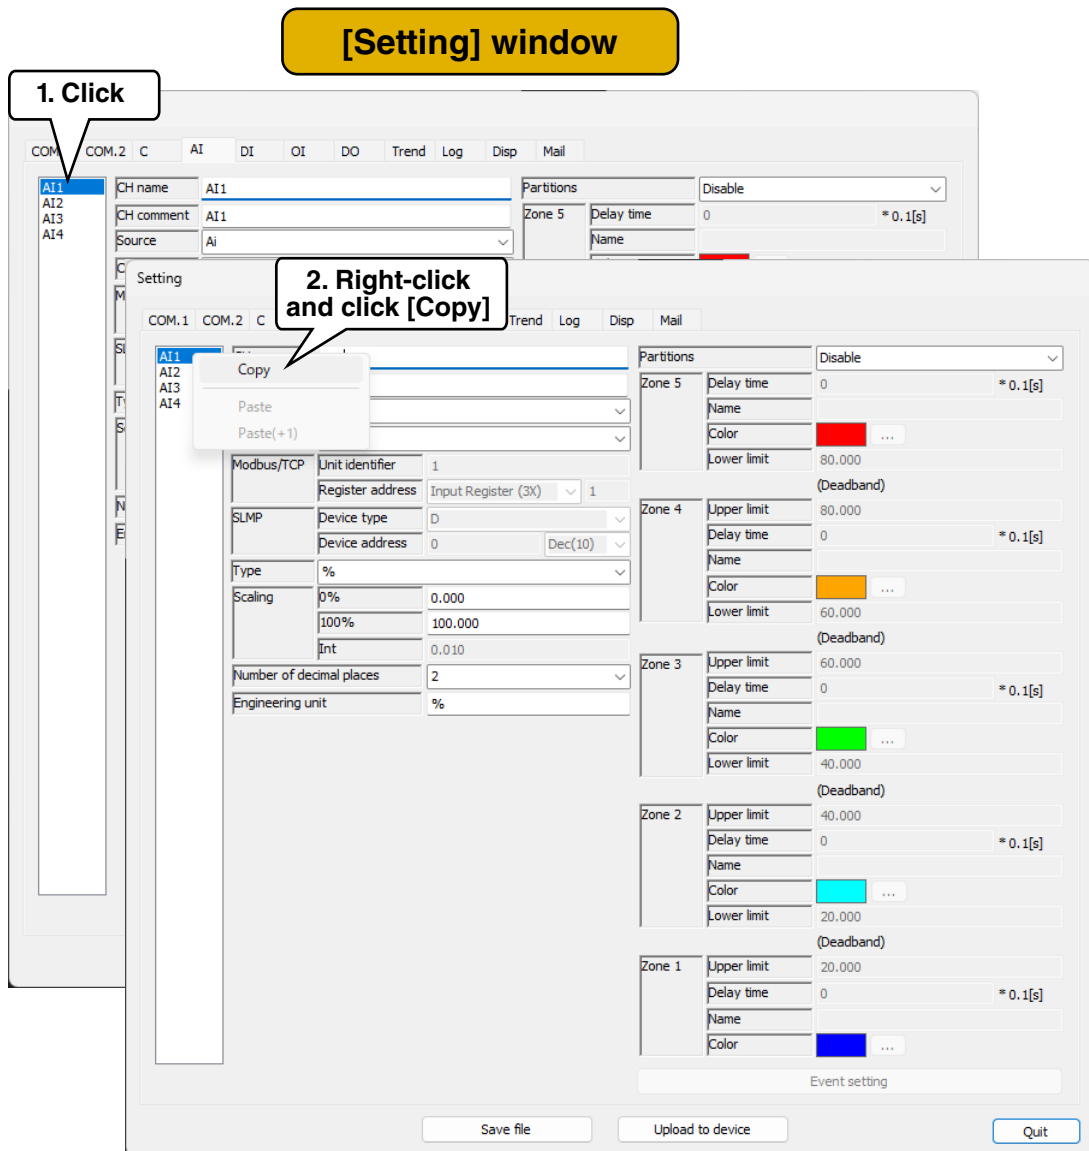 [Setting] window
1. Click
COM. COM.2 C AI DI OI DO Trend Log Disp Mail
AI1
AI2
AI3
AI4
CH name AI1
CH comment AI1
Source Ai
Partitions Disable
Zone 5 Delay time 0 * 0.1[s]
Name
2. Right-click
and click [Copy]
Setting
COM.1 COM.2 C Trend Log Disp Mail
AI1
AI2
AI3
AI4
Copy
Paste
Paste(+1)
Modbus/TCP Unit identifier 1
Register address Input Register (3X) 1
SLMP Device type D
Device address 0 Dec(10)
Type %
Scaling 0% 0.000
100% 100.000
Int 0.010
Number of decimal places 2
Engineering unit %
Partitions Disable
Zone 5 Delay time 0 * 0.1[s]
Name
Color ...
Lower limit 80.000
(Deadband)
Zone 4 Upper limit 80.000
Delay time 0 * 0.1[s]
Name
Color ...
Lower limit 60.000
(Deadband)
Zone 3 Upper limit 60.000
Delay time 0 * 0.1[s]
Name
Color ...
Lower limit 40.000
(Deadband)
Zone 2 Upper limit 40.000
Delay time 0 * 0.1[s]
Name
Color ...
Lower limit 20.000
(Deadband)
Zone 1 Upper limit 20.000
Delay time 0 * 0.1[s]
Name
Color ...
Event setting
Save file Upload to device Quit